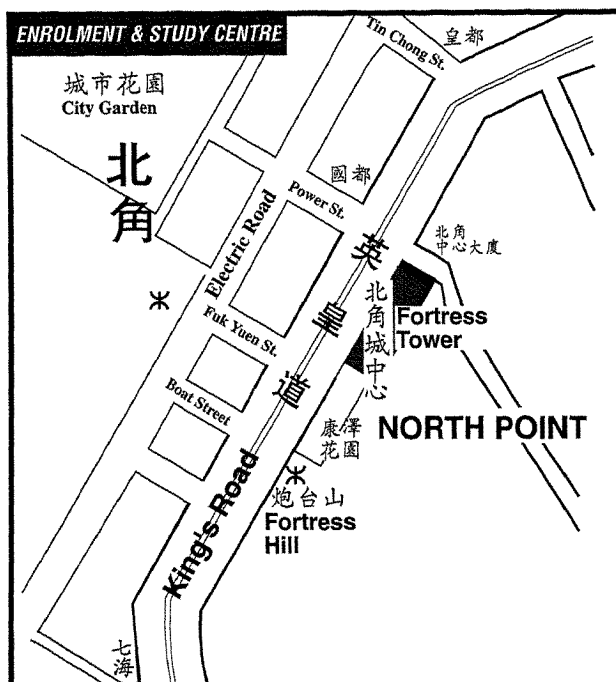 ENROLMENT & STUDY CENTRE
Tin Chong St.
皇都
城市花園
City Garden
北角
國都
Power St.
Electric Road
英皇道
北角
中心大廈
北角城中心
Fortress
Tower
Fuk Yuen St.
Boat Street
康澤
花園
NORTH POINT
King's Road
炮台山
Fortress
Hill
七海